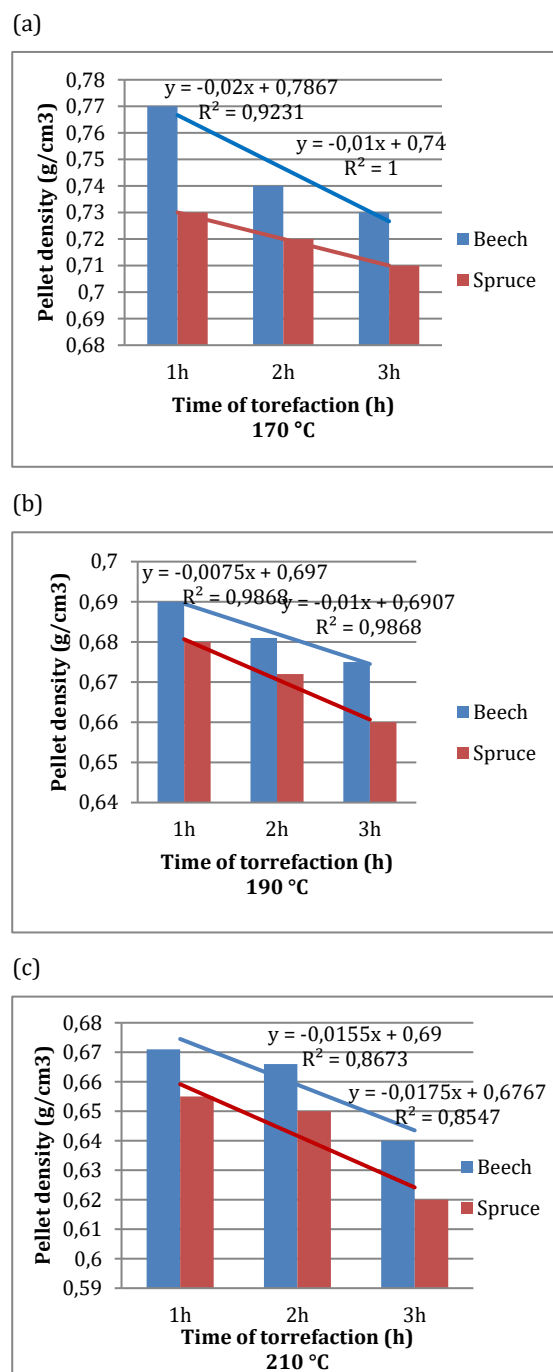 (a)
0,78
0,77
0,76
0,75
0,74
0,73
0,72
0,71
0,7
0,69
0,68
Pellet density (g/cm3)
y = -0,02x + 0,7867
R² = 0,9231
y = -0,01x + 0,74
R² = 1
Beech
Spruce
1h 2h 3h
Time of torefaction (h)
170 °C
(b)
0,7
0,69
0,68
0,67
0,66
0,65
0,64
Pellet density (g/cm3)
y = -0,0075x + 0,697
R² = 0,9868
y = -0,01x + 0,6907
R² = 0,9868
Beech
Spruce
1h 2h 3h
Time of torrefaction (h)
190 °C
(c)
0,68
0,67
0,66
0,65
0,64
0,63
0,62
0,61
0,6
0,59
Pellet density (g/cm3)
y = -0,0155x + 0,69
R² = 0,8673
y = -0,0175x + 0,6767
R² = 0,8547
Beech
Spruce
1h 2h 3h
Time of torrefaction (h)
210 °C